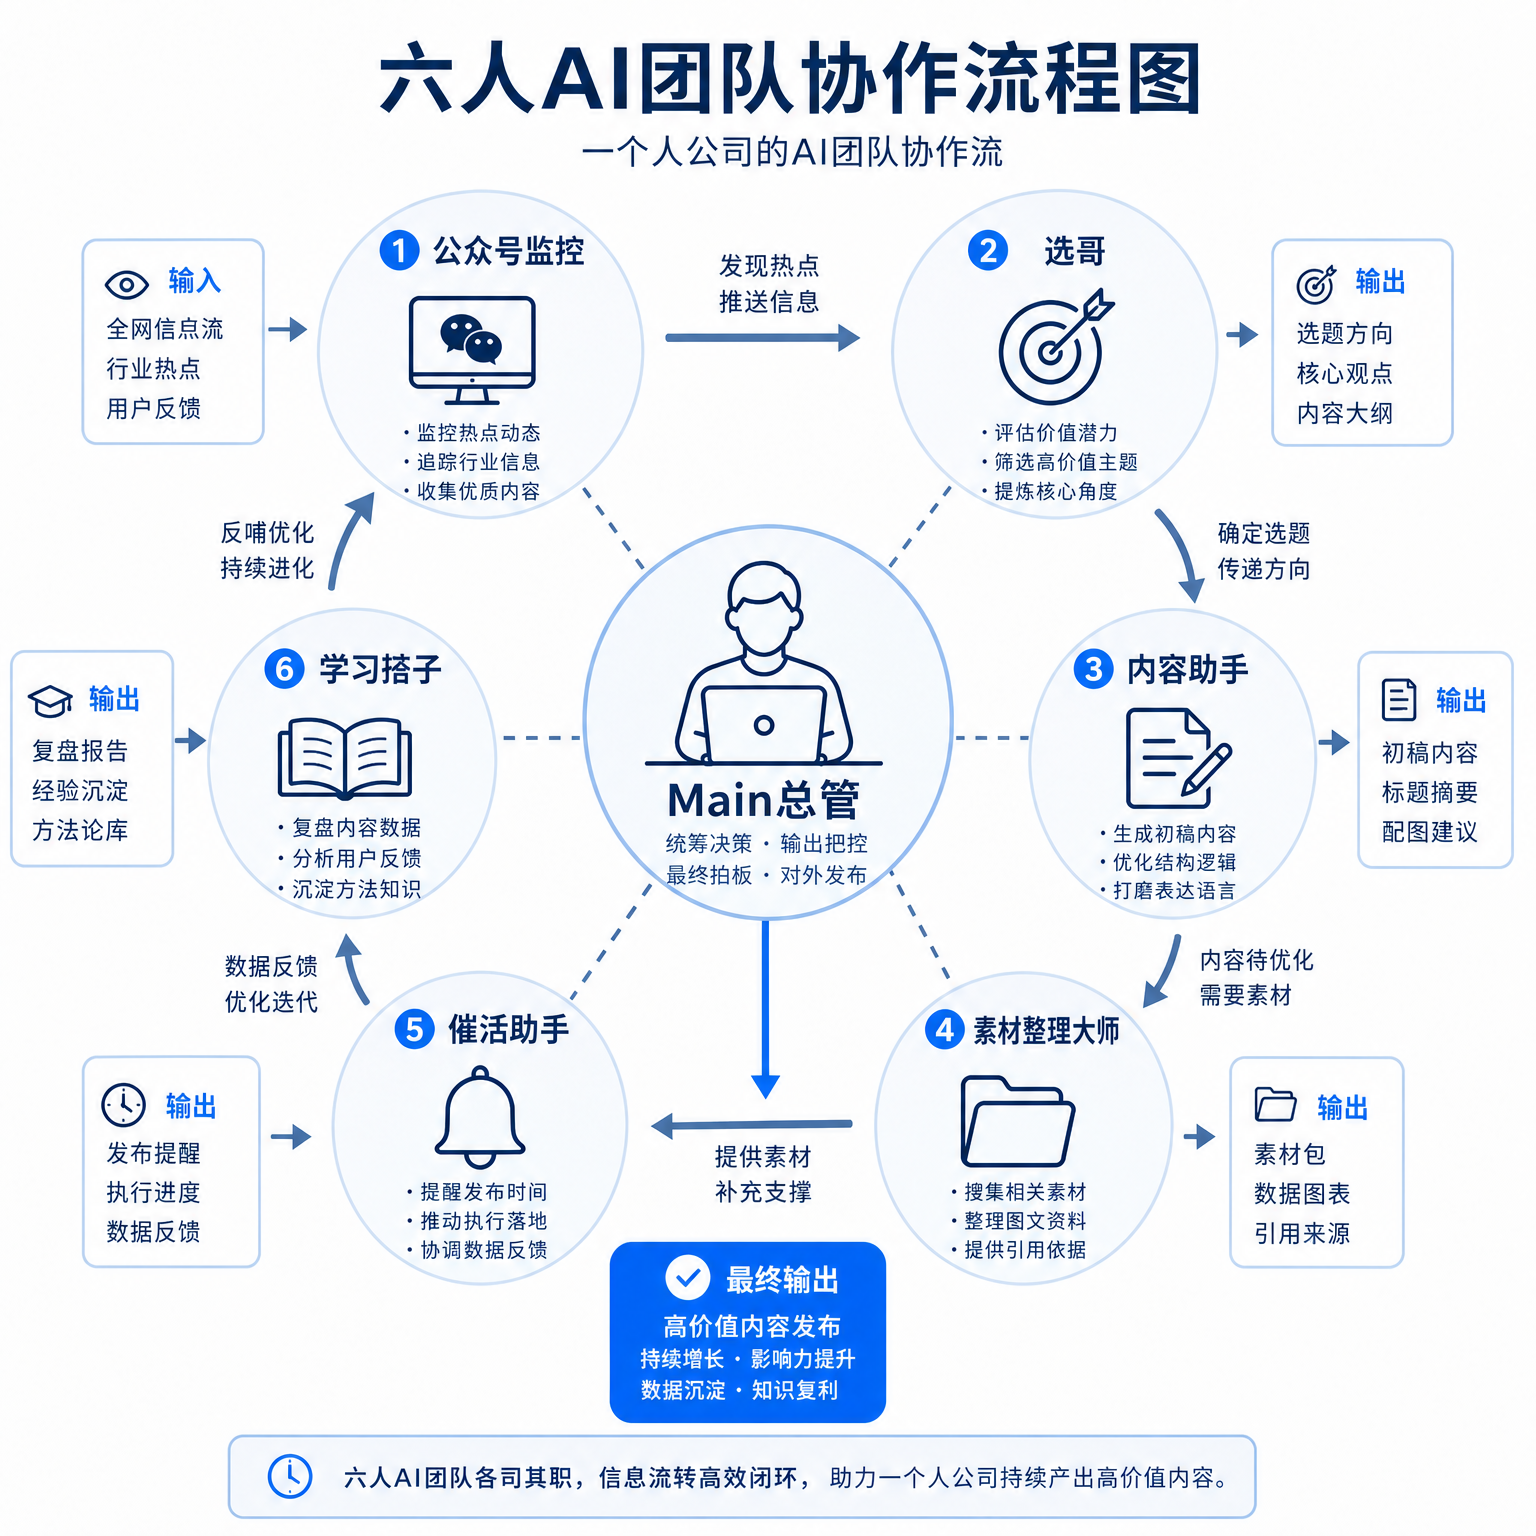 六人AI团队协作流程图
一个人公司的AI团队协作流
输入
全网信点流
行业热点
用户反馈
1 公众号监控
·监控热点动态
·追踪行业信息
·收集优质内容
发现热点
推送信息
2 选哥
·评估价值潜力
·筛选高价值主题
·提炼核心角度
输出
选题方向
核心观点
内容大纲
确定选题
传递方向
3 内容助手
·生成初稿内容
·优化结构逻辑
·打磨表达语言
输出
初稿内容
标题摘要
配图建议
内容待优化
需要素材
4 素材整理大师
·搜集相关素材
·整理图文资料
·提供引用依据
输出
素材包
数据图表
引用来源
提供素材
补充支撑
5 催活助手
·提醒发布时间
·推动执行落地
·协调数据反馈
输出
发布提醒
执行进度
数据反馈
数据反馈
优化迭代
6 学习搭子
·复盘内容数据
·分析用户反馈
·沉淀方法知识
输出
复盘报告
经验沉淀
方法论库
反哺优化
持续进化
Main总管
统筹决策 · 输出把控
最终拍板 · 对外发布
最终输出
高价值内容发布
持续增长 · 影响力提升
数据沉淀 · 知识复利
六人AI团队各司其职，信息流转高效闭环， 助力一个人公司持续产出高价值内容。